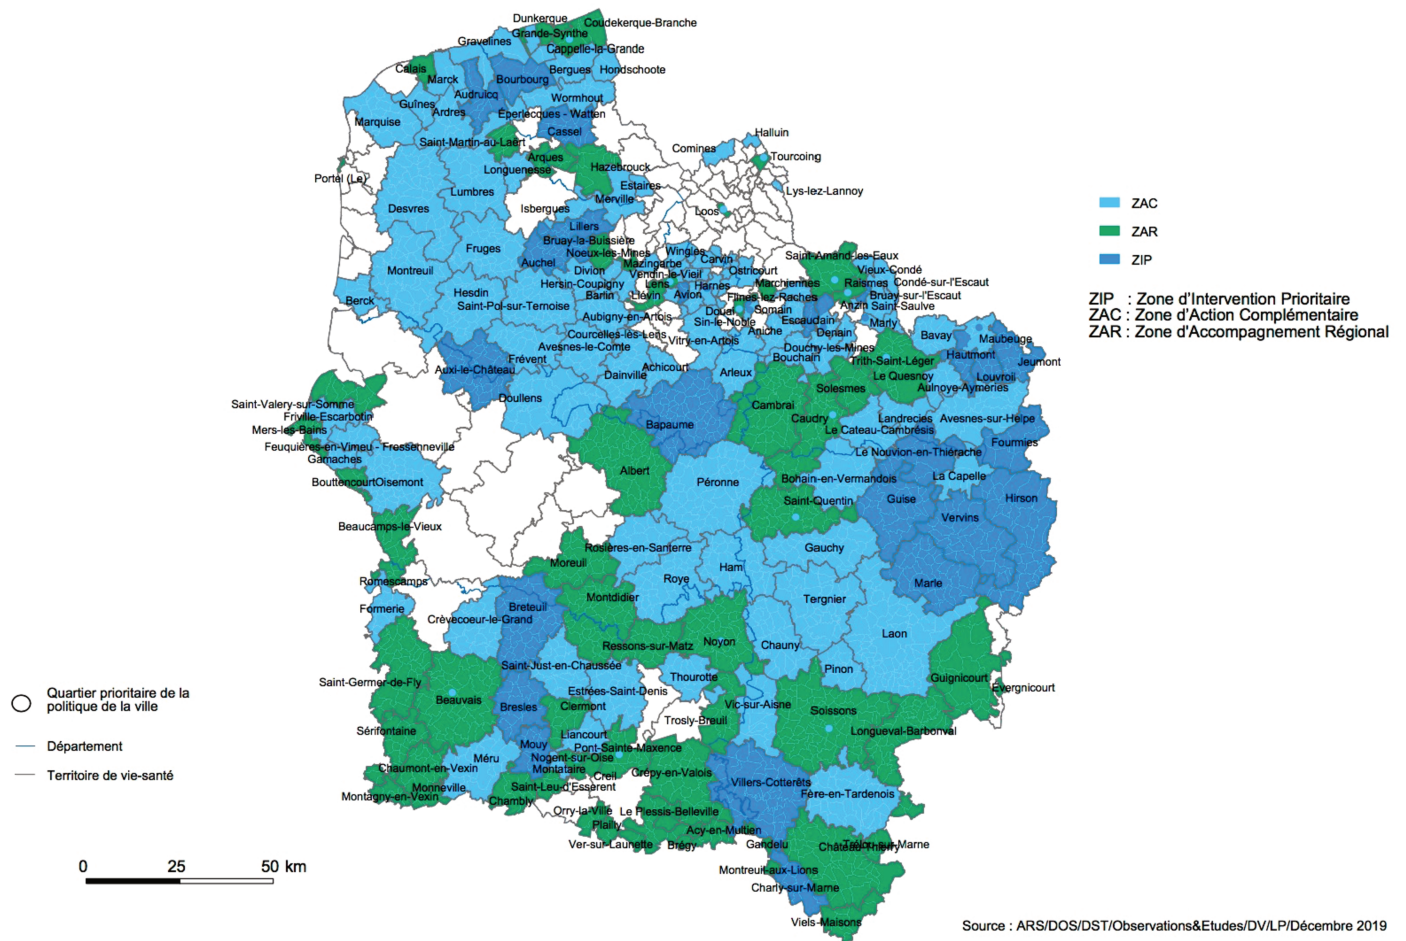 Dunkerque
Coudekerque-Branche
Grande-Synthe
Gravelines
Cappelle-la-Grande
Calais
Marck
Bergues
Hondschoote
Bourbourg
Audruicq
Guînes
Wormhout
Ardres
Éperlecques - Watten
Marquise
Cassel
Halluin
Saint-Martin-au-Laërt
Comines
Arques
Tourcoing
Longuenesse
Hazebrouck
Portel (Le)
Estaires
Lumbres
Lys-lez-Lannoy
Merville
Desvres
Isbergues
Loos
Lillers
Bruay-la-Buissière
Fruges
Noeux-les-Mines
Wingles
Saint-Amand-les-Eaux
Auchel
Mazingarbe
Carvin
Montreuil
Divion
Vendin-le-Vieil
Ostricourt
Vieux-Condé
Hersin-Coupigny
Lens
Harnes
Marchiennes
Raismes
Condé-sur-l'Escaut
Berck
Hesdin
Barlin
Liévin
Avion
Flines-lez-Raches
Bruay-sur-l'Escaut
Saint-Pol-sur-Ternoise
Anzin
Saint-Saulve
Aubigny-en-Artois
Douai
Somain
Sin-le-Noble
Escaudain
Marly
Courcelles-lès-Lens
Aniche
Denain
Bavay
Maubeuge
Avesnes-le-Comte
Vitry-en-Artois
Douchy-les-Mines
Hautmont
Frévent
Bouchain
Trith-Saint-Léger
Jeumont
Auxi-le-Château
Achicourt
Dainville
Arleux
Le Quesnoy
Louvroil
Solesmes
Aulnoye-Aymeries
Doullens
Saint-Valery-sur-Somme
Cambrai
Friville-Escarbotin
Caudry
Landrecies
Avesnes-sur-Helpe
Mers-les-Bains
Bapaume
Le Cateau-Cambrésis
Fourmies
Feuquières-en-Vimeu - Fressenneville
Le Nouvion-en-Thiérache
Gamaches
Albert
Bouttencourt
Oisemont
Péronne
Bohain-en-Vermandois
La Capelle
Saint-Quentin
Guise
Hirson
Vervins
Beaucamps-le-Vieux
Rosières-en-Santerre
Gauchy
Moreuil
Ham
Romescamps
Roye
Marle
Montdidier
Tergnier
Formerie
Breteuil
Crèvecoeur-le-Grand
Laon
Ressons-sur-Matz
Noyon
Chauny
Saint-Just-en-Chaussée
Pinon
Saint-Germer-de-Fly
Thourotte
Guignicourt
Estrées-Saint-Denis
Évergnicourt
Beauvais
Bresles
Clermont
Vic-sur-Aisne
Soissons
Trosly-Breuil
Sérifontaine
Liancourt
Longueval-Barbonval
Mouy
Pont-Sainte-Maxence
Méru
Nogent-sur-Oise
Chaumont-en-Vexin
Montataire
Creil
Crépy-en-Valois
Villers-Cotterêts
Monneville
Saint-Leu-d'Esserent
Montagny-en-Vexin
Chambly
Fère-en-Tardenois
Orry-la-Ville
Le Plessis-Belleville
Plailly
Acy-en-Multien
Ver-sur-Launette
Brégy
Gandelu
Château-Thierry
Trélou-sur-Marne
Montreuil-aux-Lions
Charly-sur-Marne
Viels-Maisons
ZAC
ZAR
ZIP
ZIP : Zone d'Intervention Prioritaire
ZAC : Zone d'Action Complémentaire
ZAR : Zone d'Accompagnement Régional
Quartier prioritaire de la
politique de la ville
Département
Territoire de vie-santé
0 25 50 km
Source : ARS/DOS/DST/Observations&Etudes/DV/LP/Décembre 2019